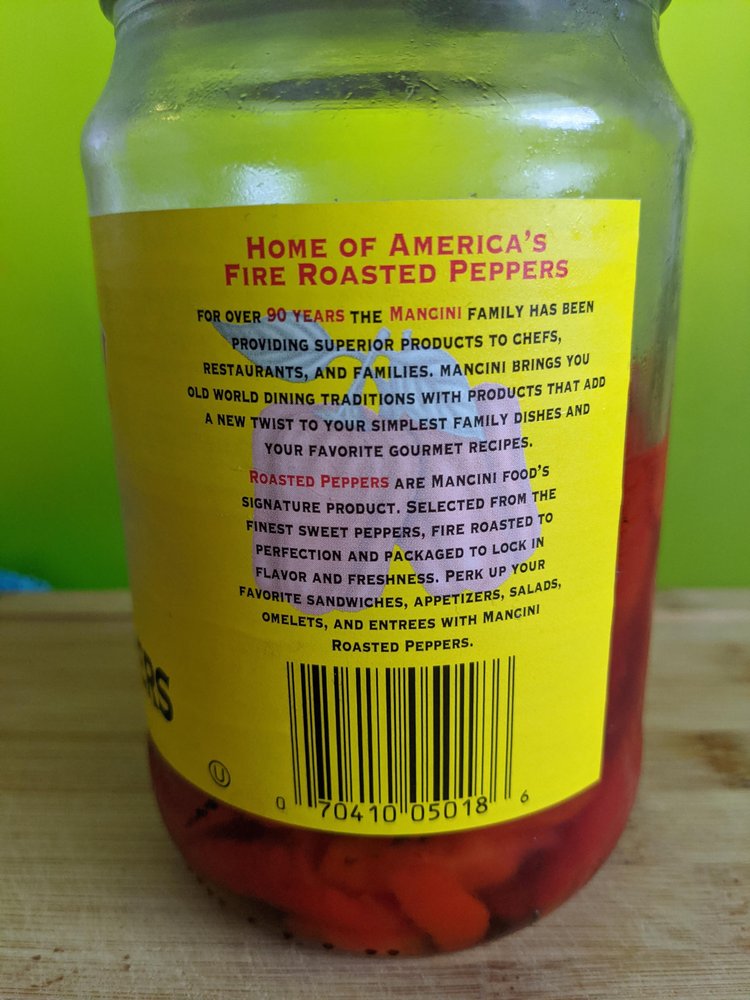 HOME OF AMERICA'S
FIRE ROASTED PEPPERS
FOR OVER 90 YEARS THE MANCINI FAMILY HAS BEEN
PROVIDING SUPERIOR PRODUCTS TO CHEFS,
RESTAURANTS, AND FAMILIES. MANCINI BRINGS YOU
OLD WORLD DINING TRADITIONS WITH PRODUCTS THAT ADD
A NEW TWIST TO YOUR SIMPLEST FAMILY DISHES AND
YOUR FAVORITE GOURMET RECIPES.
ROASTED PEPPERS ARE MANCINI FOOD'S
SIGNATURE PRODUCT. SELECTED FROM THE
FINEST SWEET PEPPERS, FIRE ROASTED TO
PERFECTION AND PACKAGED TO LOCK IN
FLAVOR AND FRESHNESS. PERK UP YOUR
FAVORITE SANDWICHES, APPETIZERS, SALADS,
OMELETS, AND ENTREES WITH MANCINI
ROASTED PEPPERS.
U
0 70410 05018 6